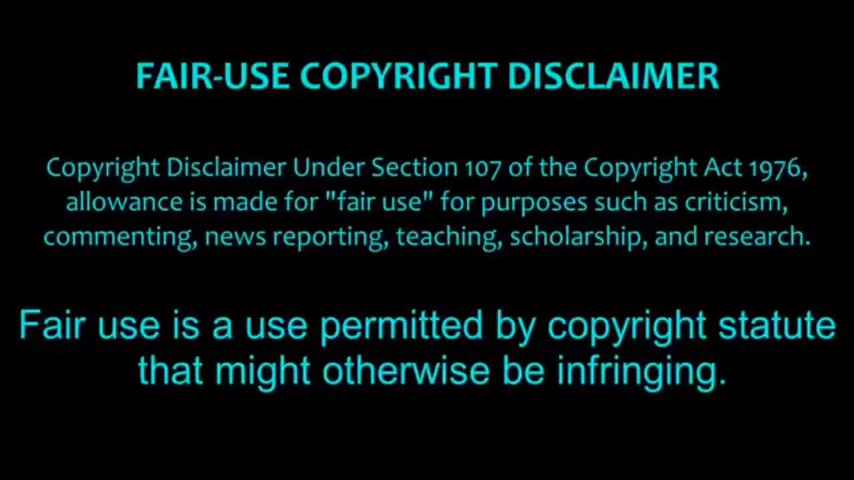 FAIR-USE COPYRIGHT DISCLAIMER
Copyright Disclaimer Under Section 107 of the Copyright Act 1976,
allowance is made for "fair use" for purposes such as criticism,
commenting, news reporting, teaching, scholarship, and research.
Fair use is a use permitted by copyright statute
that might otherwise be infringing.